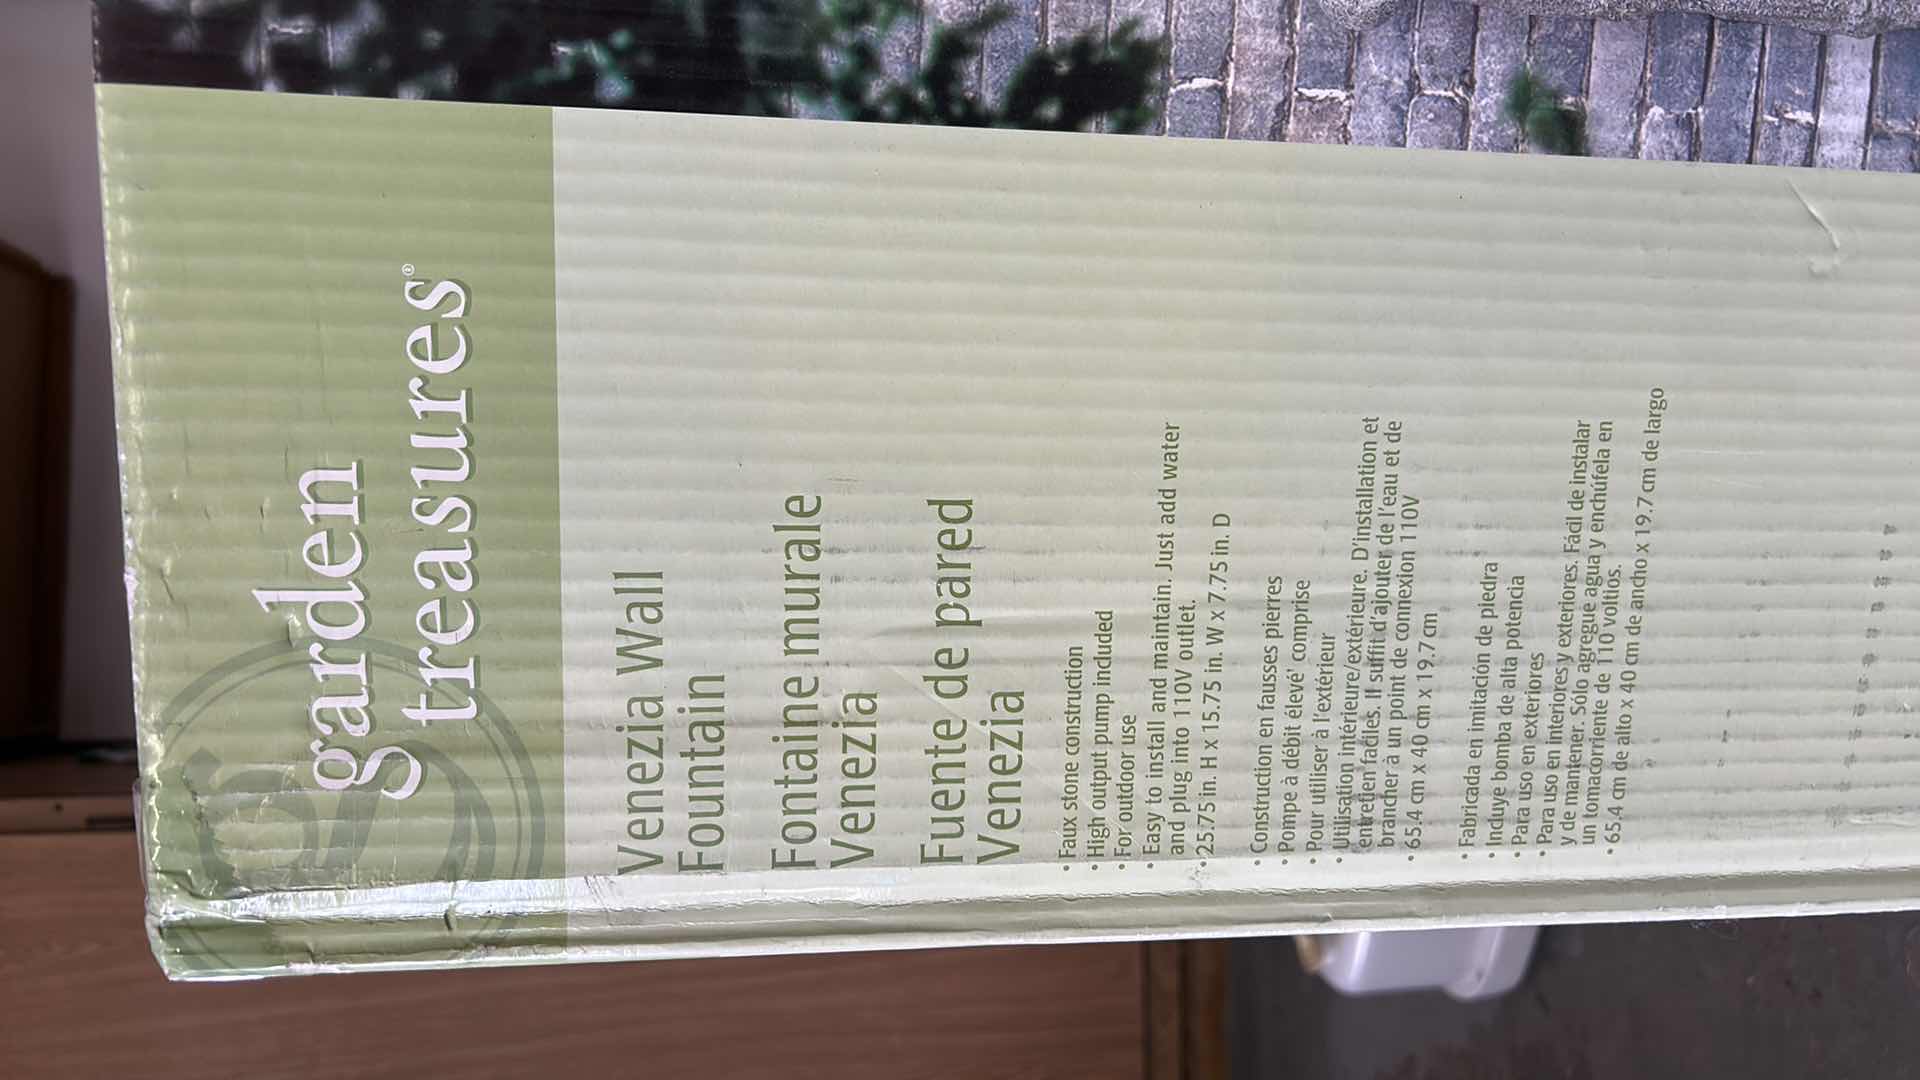 garden
treasures®
Venezia Wall
Fountain
Fontaine murale
Venezia
Fuente de pared
Venezia
• Faux stone construction
• High output pump included
• For outdoor use
• Easy to install and maintain. Just add water
and plug into 110V outlet.
• 25.75 in. H x 15.75 in. W x 7.75 in. D
• Construction en fausses pierres
• Pompe à débit élevé' comprise
• Pour utiliser à l'extérieur
• Utilisation intérieure/extérieure. D'installation et
entretien faciles. Il suffit d'ajouter de l'eau et de
brancher à un point de connexion 110V
• 65.4 cm x 40 cm x 19.7 cm
• Fabricada en imitación de piedra
• Incluye bomba de alta potencia
• Para uso en exteriores
• Para uso en interiores y exteriores. Fácil de instalar
y de mantener. Sólo agregue agua y enchúfela en
un tomacorriente de 110 voltios.
• 65.4 cm de alto x 40 cm de ancho x 19.7 cm de largo